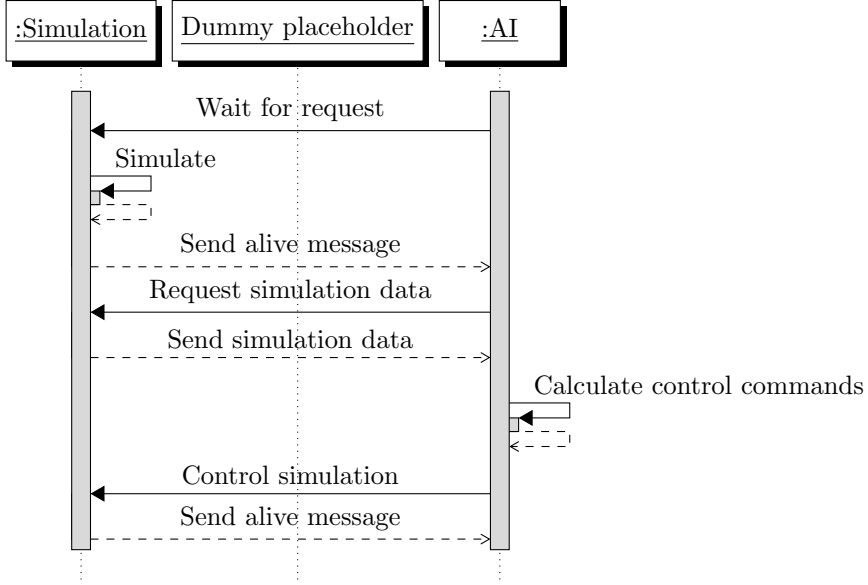 :Simulation
Dummy placeholder
:AI
Wait for request
Simulate
Send alive message
Request simulation data
Send simulation data
Calculate control commands
Control simulation
Send alive message